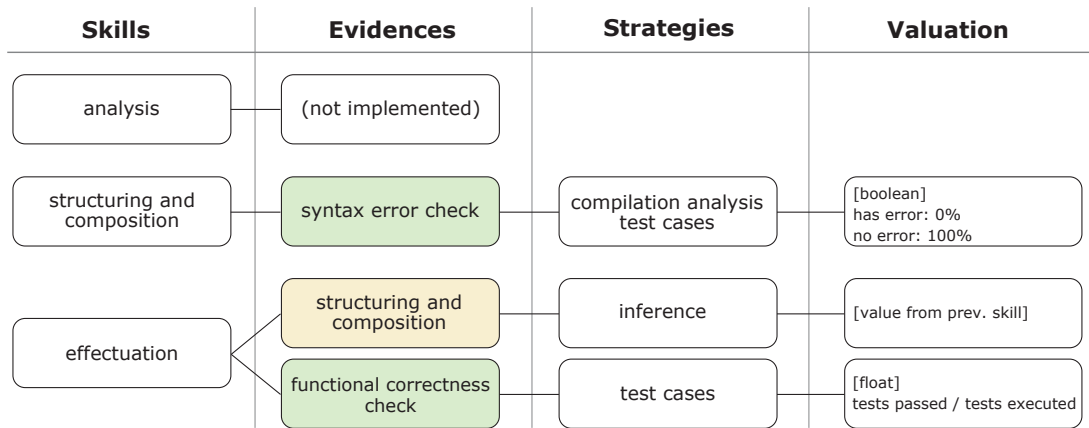 Skills
Evidences
Strategies
Valuation
analysis
(not implemented)
structuring and
composition
syntax error check
compilation analysis
test cases
[boolean]
has error: 0%
no error: 100%
effectuation
structuring and
composition
inference
[value from prev. skill]
functional correctness
check
test cases
[float]
tests passed / tests executed